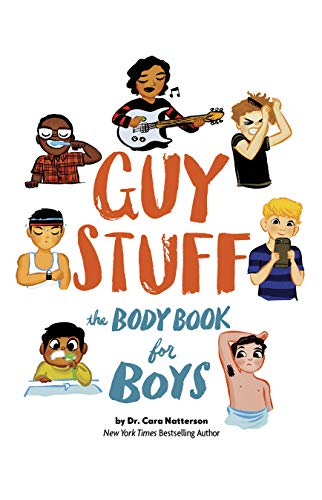 GUY
STUFF
the BODY BOOK
for
BOYS
by Dr. Cara Natterson
New York Times Bestselling Author